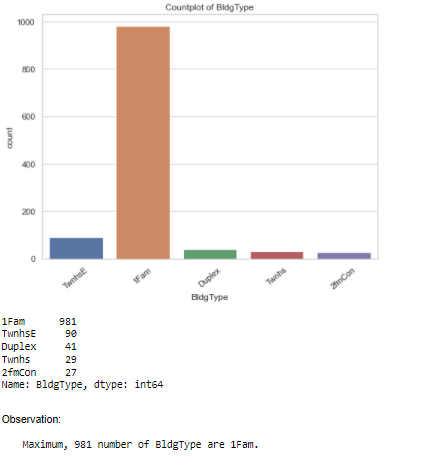 Countplot of BldgType
1000
800
600
400
200
0
count
TwnhsE
1Fam
Duplex
Twnhs
2fmCon
BldgType
1Fam 981
TwnhsE 90
Duplex 41
Twnhs 29
2fmCon 27
Name: BldgType, dtype: int64
Observation:
Maximum, 981 number of BldgType are 1Fam.